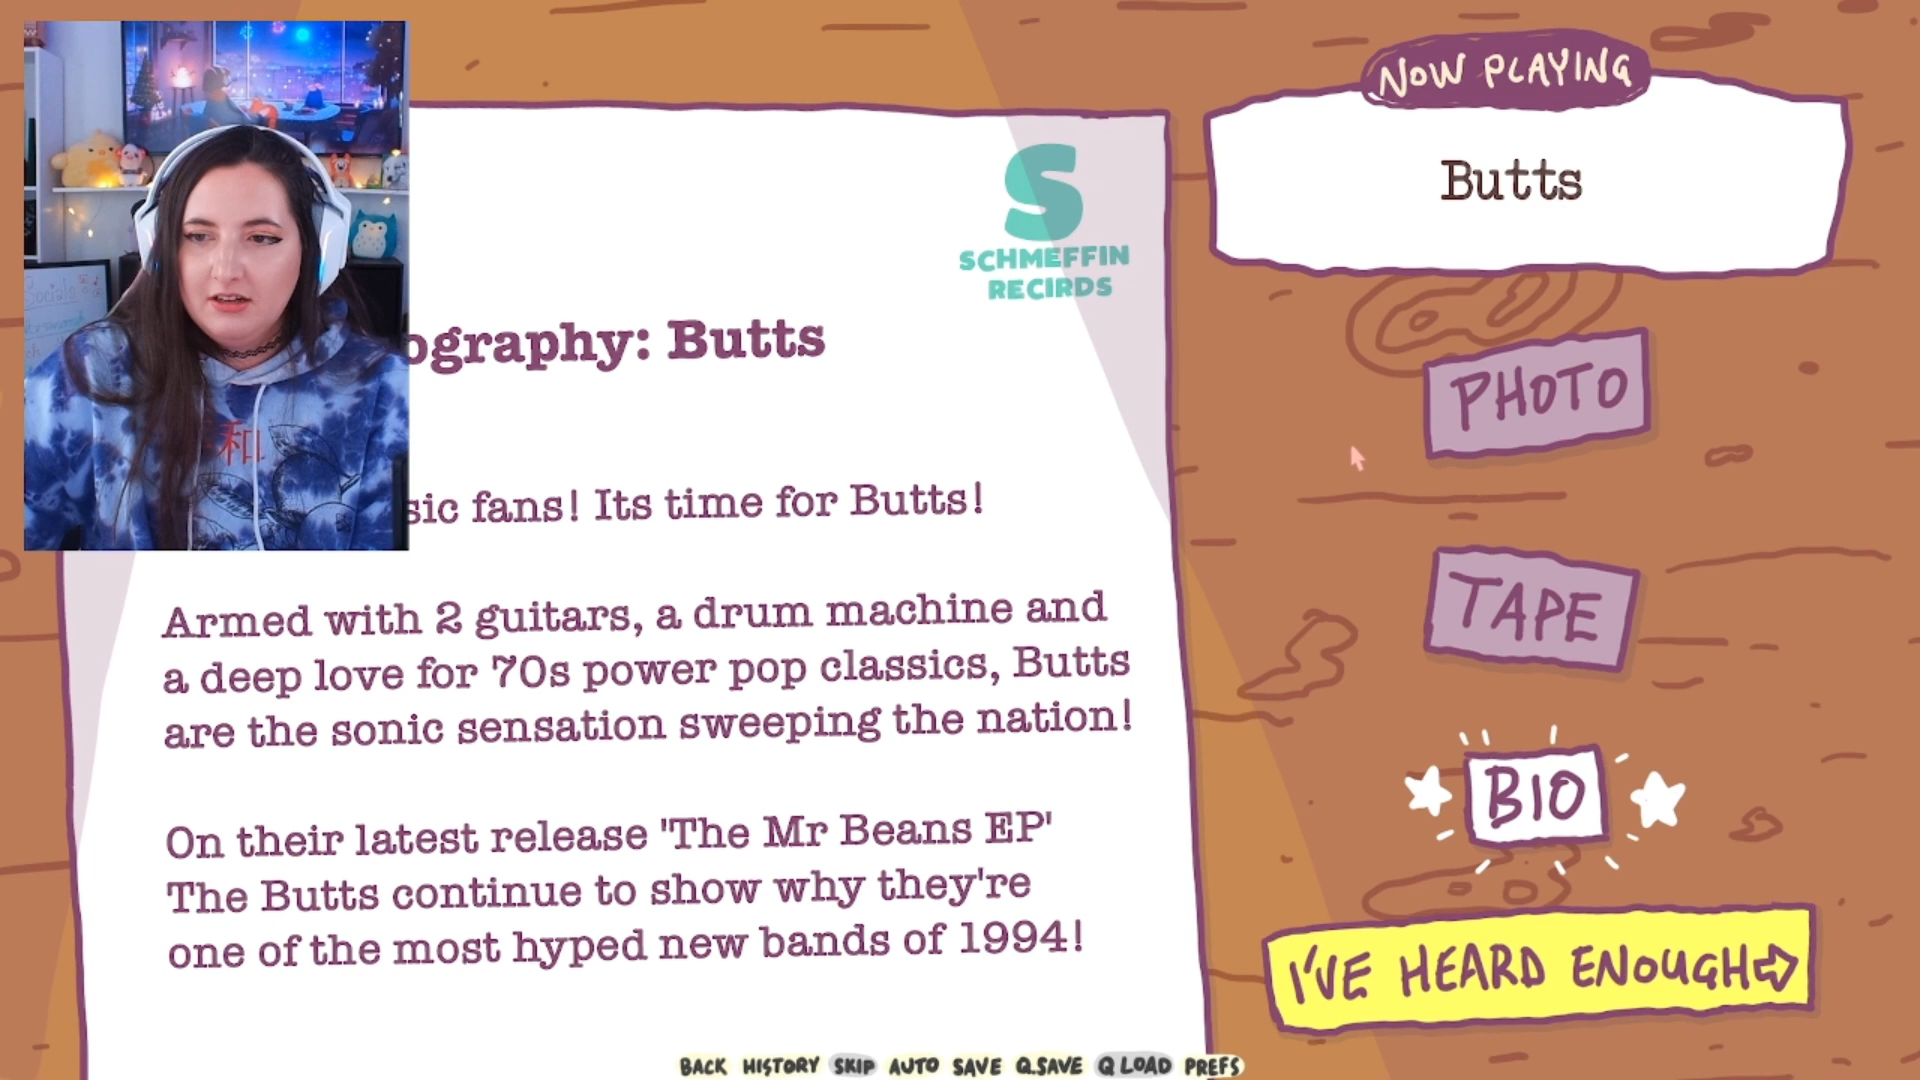 NOW PLAYING
Butts
S
SCHMEFFIN
RECIRDS
ography: Butts
sic fans! Its time for Butts!
Armed with 2 guitars, a drum machine and
a deep love for 70s power pop classics, Butts
are the sonic sensation sweeping the nation!
On their latest release 'The Mr Beans EP'
The Butts continue to show why they're
one of the most hyped new bands of 1994!
PHOTO
TAPE
BIO
I'VE HEARD ENOUGH
BACK HISTORY SKIP AUTO SAVE Q.SAVE Q LOAD PREFS
Socials
和